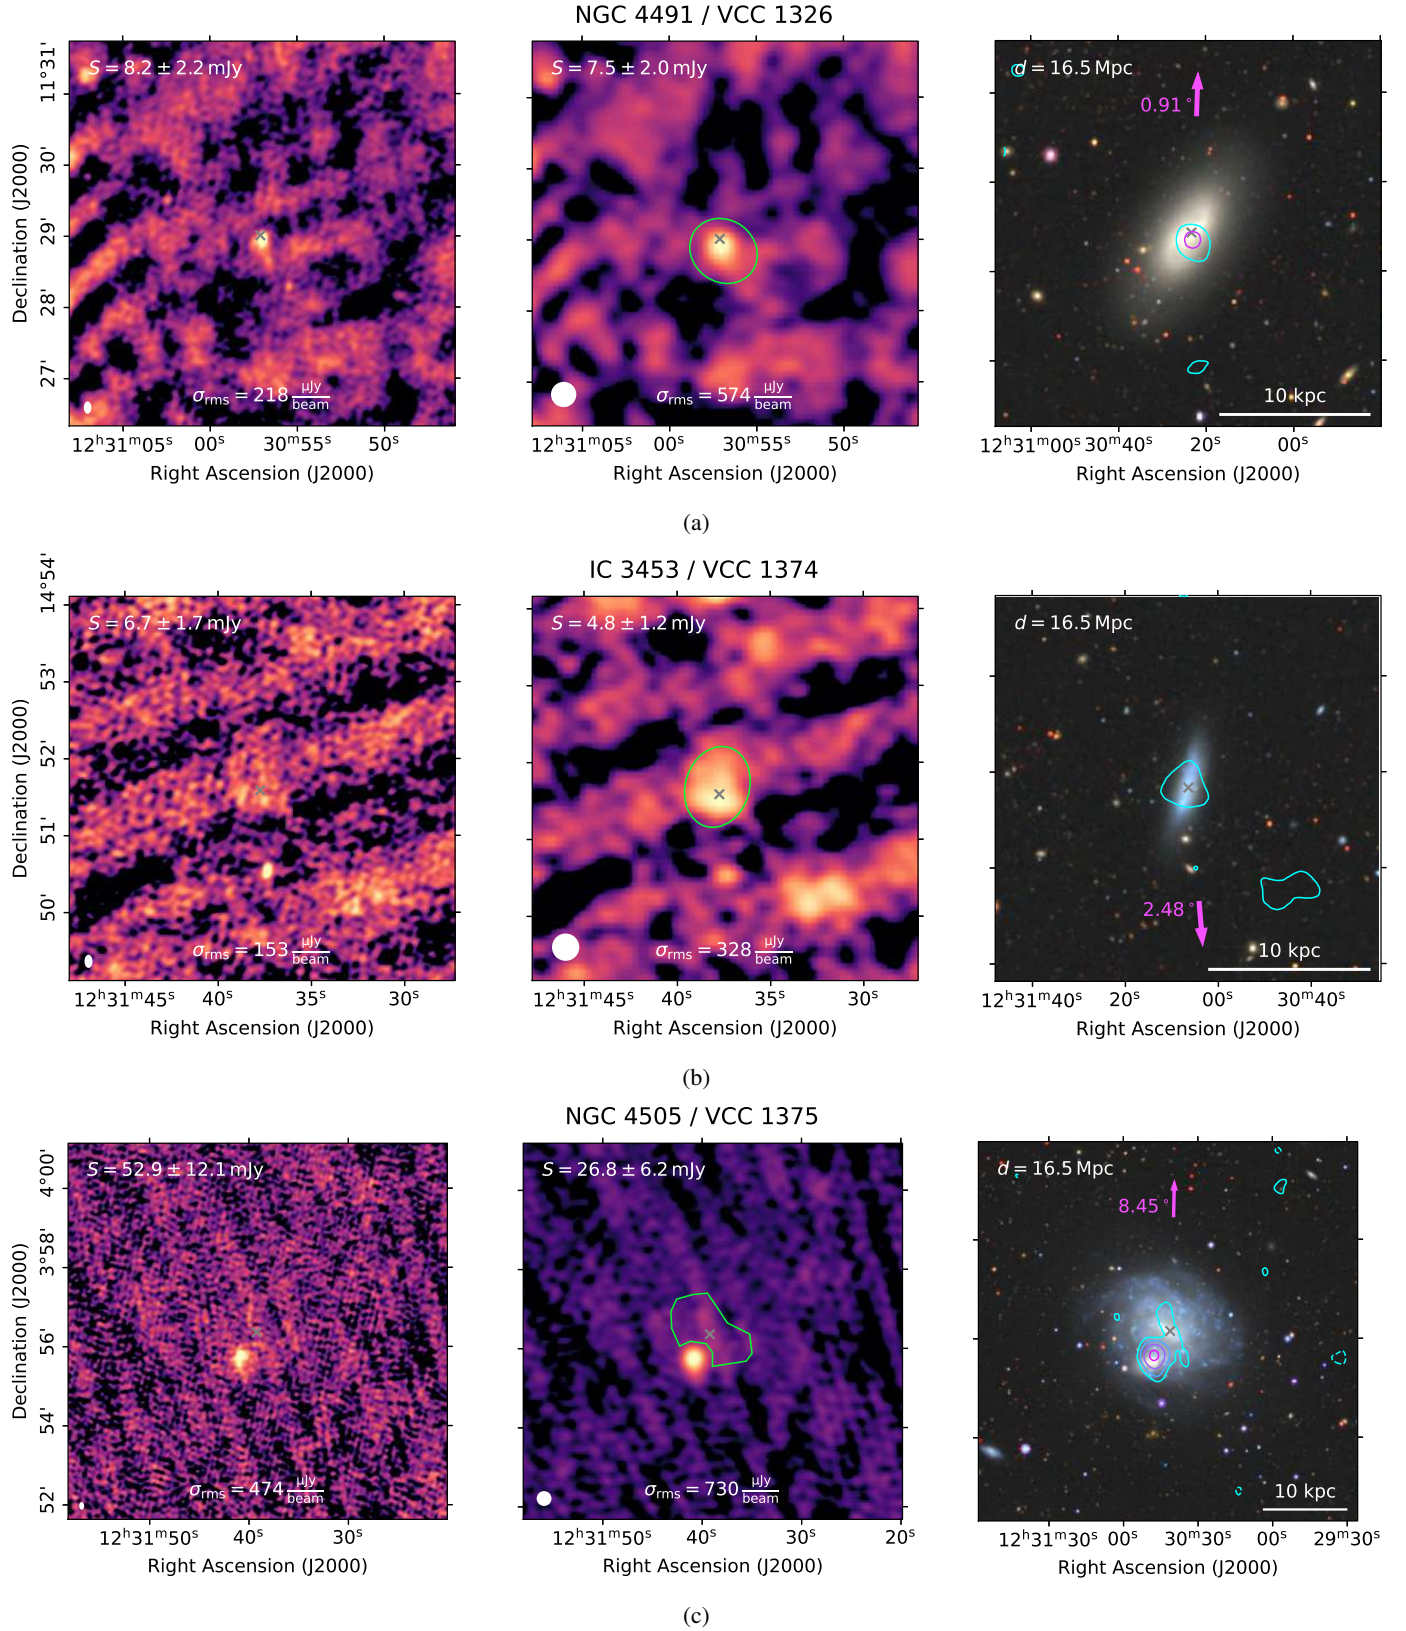 NGC 4491 / VCC 1326
S = 8.2 ± 2.2 mJy
S = 7.5 ± 2.0 mJy
d = 16.5 Mpc
0.91°
11°31'
30'
29'
28'
27'
Declination (J2000)
σrms = 218 μJy/beam
σrms = 574 μJy/beam
10 kpc
12h31m05s 00s 30m55s 50s
12h31m05s 00s 30m55s 50s
12h31m00s 30m40s 20s 00s
Right Ascension (J2000)
Right Ascension (J2000)
Right Ascension (J2000)
(a)
IC 3453 / VCC 1374
S = 6.7 ± 1.7 mJy
S = 4.8 ± 1.2 mJy
d = 16.5 Mpc
14°54'
53'
52'
51'
50'
Declination (J2000)
2.48°
σrms = 153 μJy/beam
σrms = 328 μJy/beam
10 kpc
12h31m45s 40s 35s 30s
12h31m45s 40s 35s 30s
12h31m40s 20s 00s 30m40s
Right Ascension (J2000)
Right Ascension (J2000)
Right Ascension (J2000)
(b)
NGC 4505 / VCC 1375
S = 52.9 ± 12.1 mJy
S = 26.8 ± 6.2 mJy
d = 16.5 Mpc
8.45°
4°00'
3°58'
56'
54'
52'
Declination (J2000)
σrms = 474 μJy/beam
σrms = 730 μJy/beam
10 kpc
12h31m50s 40s 30s
12h31m50s 40s 30s 20s
12h31m30s 00s 30m30s 00s 29m30s
Right Ascension (J2000)
Right Ascension (J2000)
Right Ascension (J2000)
(c)